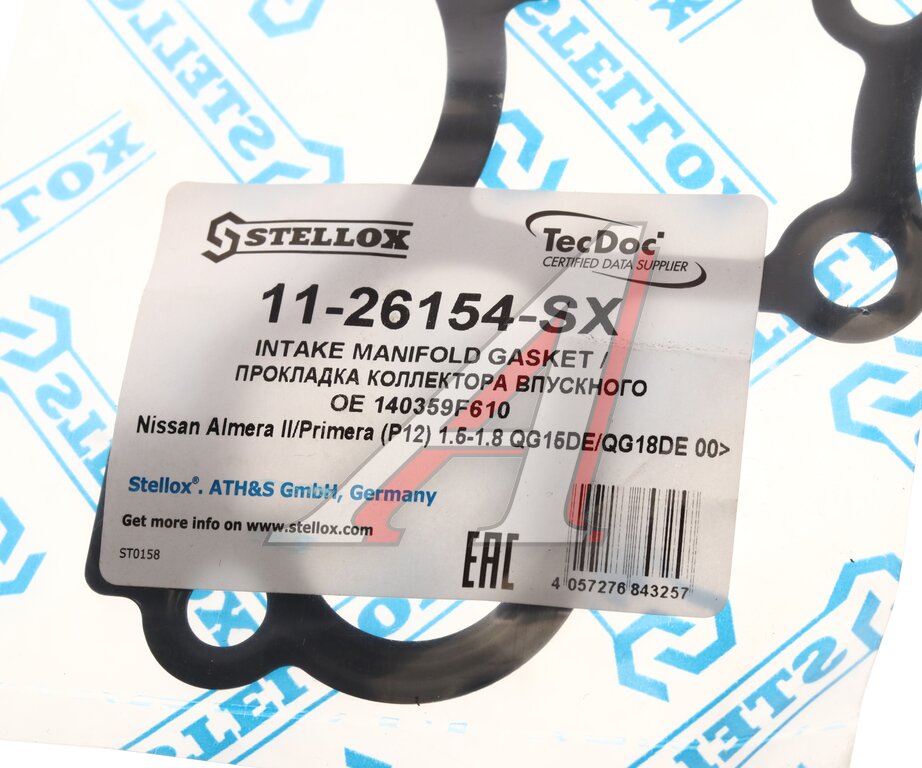 STELLOX
TecDoc
CERTIFIED DATA SUPPLIER
11-26154-SX
INTAKE MANIFOLD GASKET /
ПРОКЛАДКА КОЛЛЕКТОРА ВПУСКНОГО
OE 140359F610
Nissan Almera II/Primera (P12) 1.5-1.8 QG15DE/QG18DE 00>
Stellox®. ATH&S GmbH, Germany
Get more info on www.stellox.com
ST0158
EAC
4 057276 843257